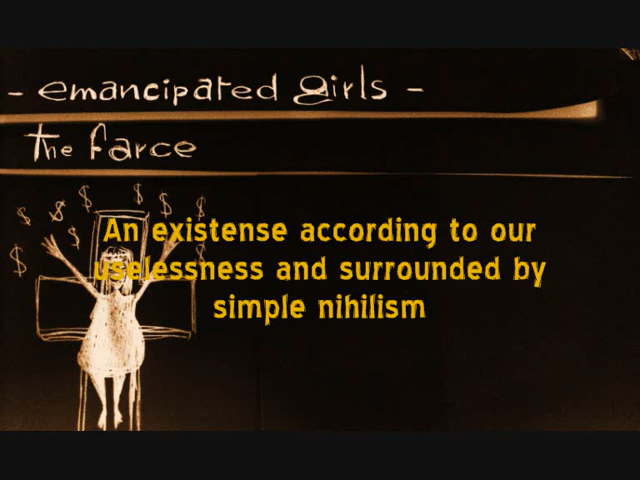 - emancipated girls -
the farce
$ $ $ $ $ $ $ $ $
An existense according to our
uselessness and surrounded by
simple nihilism